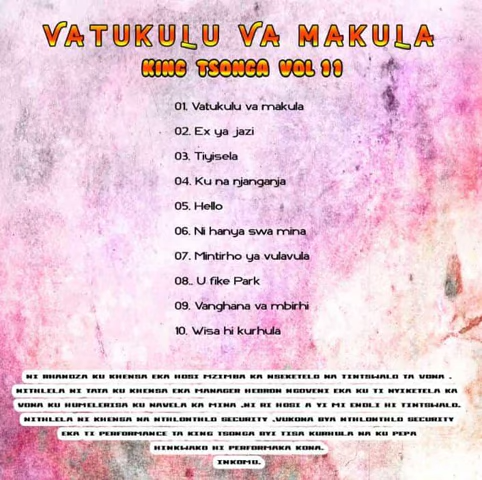 VATUKULU VA MAKULA
KING TSONGA VOL 11
01. Vatukulu va makula
02. Ex ya jazi
03. Tiyisela
04. Ku na njanganja
05. Hello
06. Ni hanya swa mina
07. Mintirho ya vulavula
08.. U fike Park
09. Vanghana va mbirhi
10. Wisa hi kurhula
NI RHANDZA KU KHENSA EKA HOSI MZIMBA KA NSEKETELO NA TINTSWALO TA VONA .
NITHLELA NI TATA KU KHENSA EKA MANAGER HEBRON NGOVENI EKA KU TI NYIKETELA KA
VONA KU HUMELERISA KU NAVELA KA MINA ,NI RI HOSI A YI MI ENDLI HI TINTSWALO.
NITHLELA NI KHENSA NA NTHLONTHLO SECURITY ,VUKONA BYA NTHLONTHLO SECURITY
EKA TI PERFORMANCE TA KING TSONGA BYI TISA KURHULA NA KU PEPA
HINKWAKO NI PERFORMAKA KONA.
INKOMU.